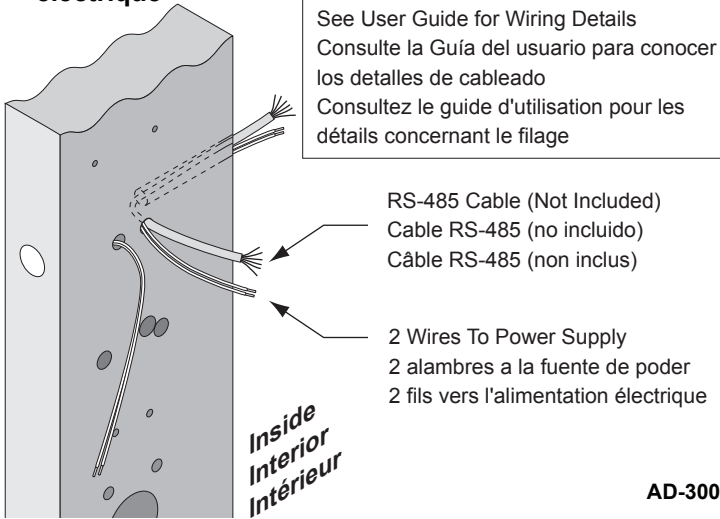 électrique
See User Guide for Wiring Details
Consulte la Guía del usuario para conocer
los detalles de cableado
Consultez le guide d'utilisation pour les
détails concernant le filage
RS-485 Cable (Not Included)
Cable RS-485 (no incluido)
Câble RS-485 (non inclus)
2 Wires To Power Supply
2 alambres a la fuente de poder
2 fils vers l'alimentation électrique
Inside
Interior
Intérieur
AD-300